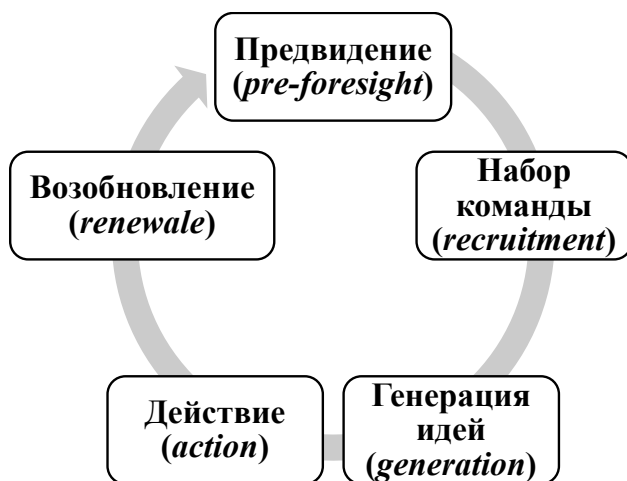 Предвидение
(pre-foresight)
Набор
команды
(recruitment)
Генерация
идей
(generation)
Действие
(action)
Возобновление
(renewale)